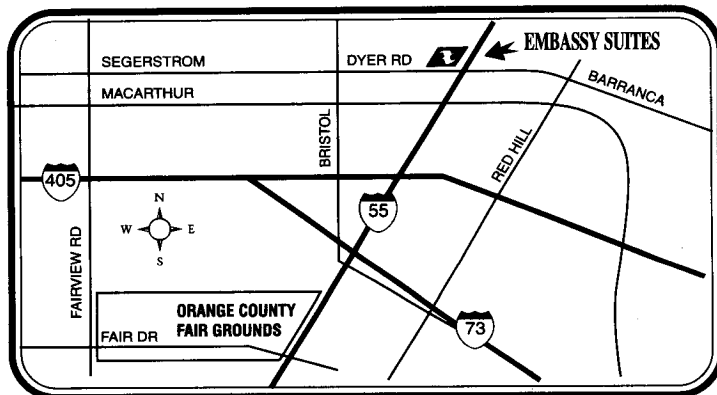 EMBASSY SUITES
SEGERSTROM
DYER RD
MACARTHUR
BARRANCA
BRISTOL
RED HILL
405
55
N
W E
S
FAIRVIEW RD
ORANGE COUNTY
FAIR GROUNDS
FAIR DR
73